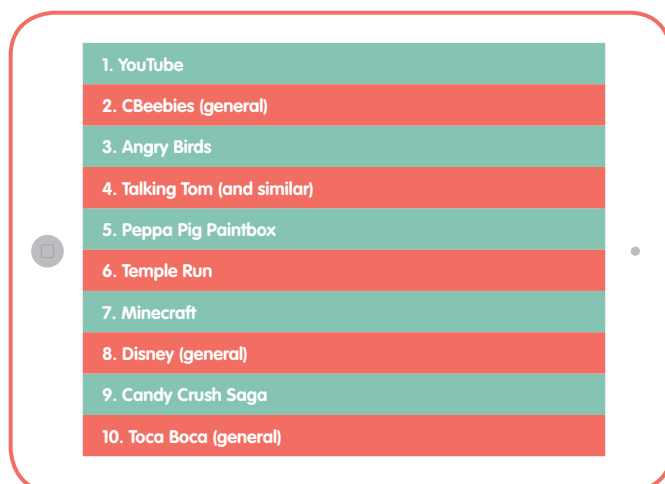 1. YouTube
2. CBeebies (general)
3. Angry Birds
4. Talking Tom (and similar)
5. Peppa Pig Paintbox
6. Temple Run
7. Minecraft
8. Disney (general)
9. Candy Crush Saga
10. Toca Boca (general)